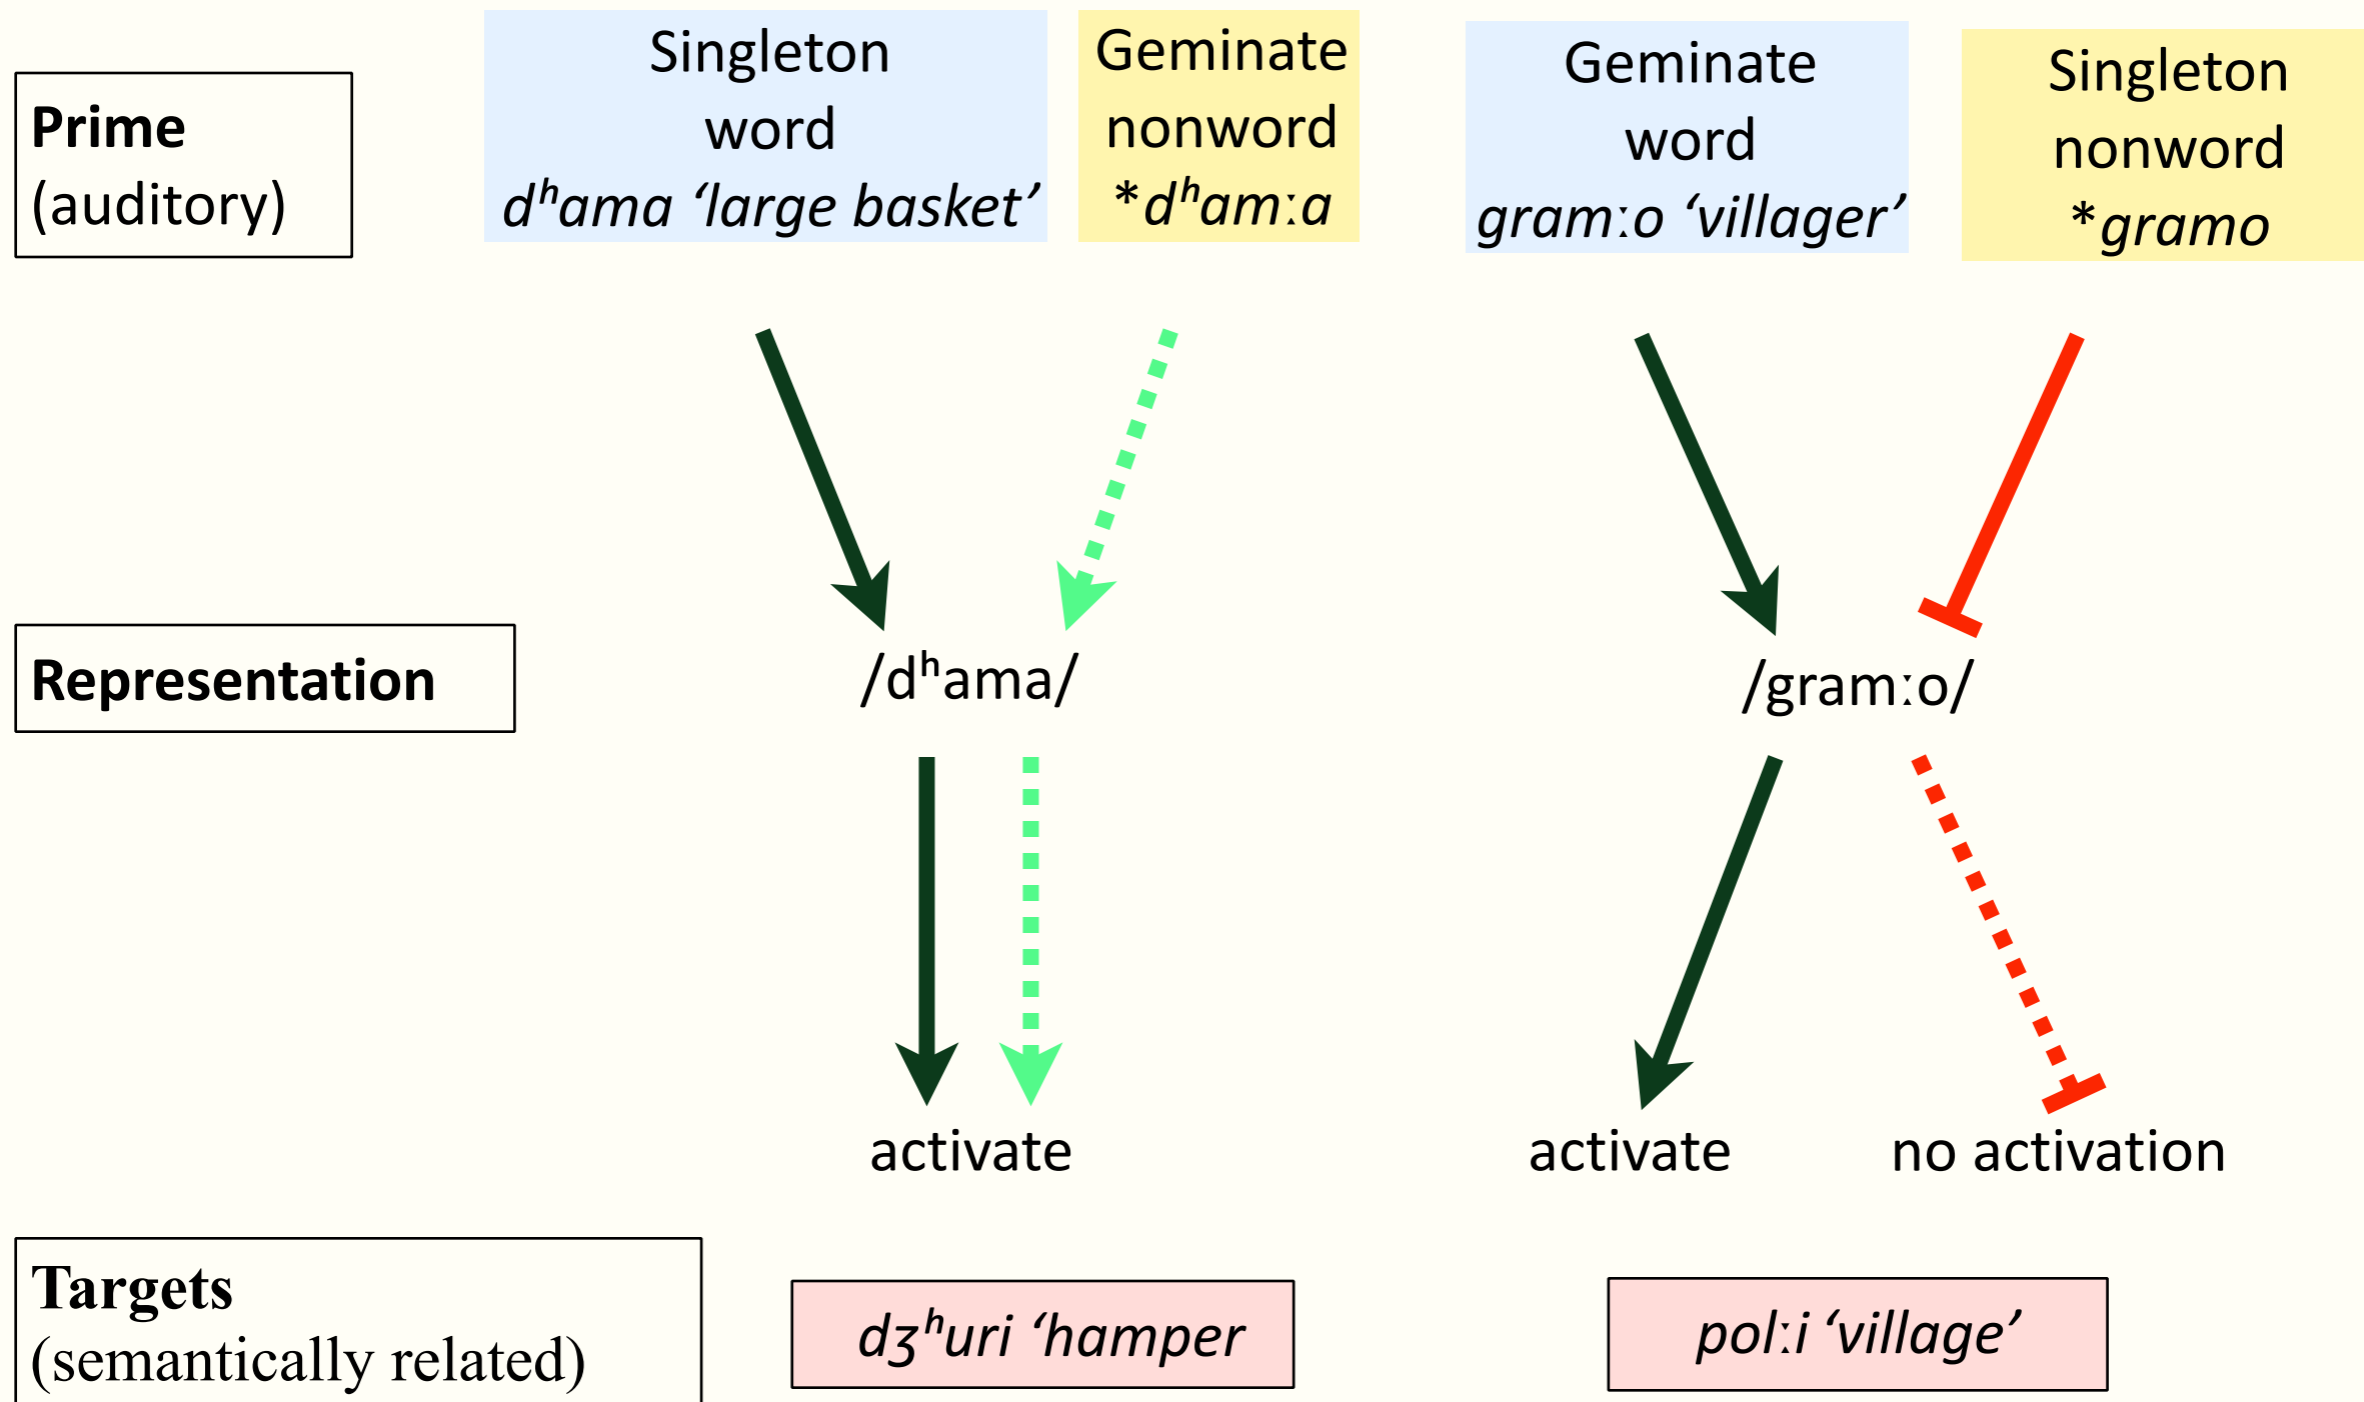 Prime
(auditory)
Singleton
word
dʰama ‘large basket’
Geminate
nonword
*dʰamːa
Geminate
word
gramːo ‘villager’
Singleton
nonword
*gramo
Representation
/dʰama/
/gramːo/
activate
activate
no activation
Targets
(semantically related)
dʒʰuri ‘hamper
polːi ‘village’